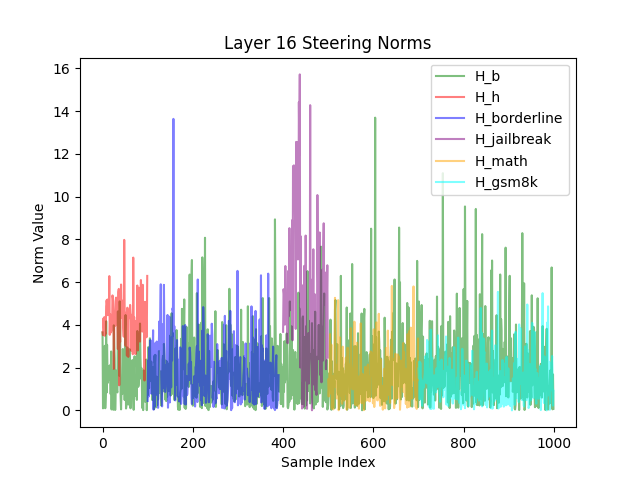 Layer 16 Steering Norms
Norm Value
16
14
12
10
8
6
4
2
0
H_b
H_h
H_borderline
H_jailbreak
H_math
H_gsm8k
0 200 400 600 800 1000
Sample Index